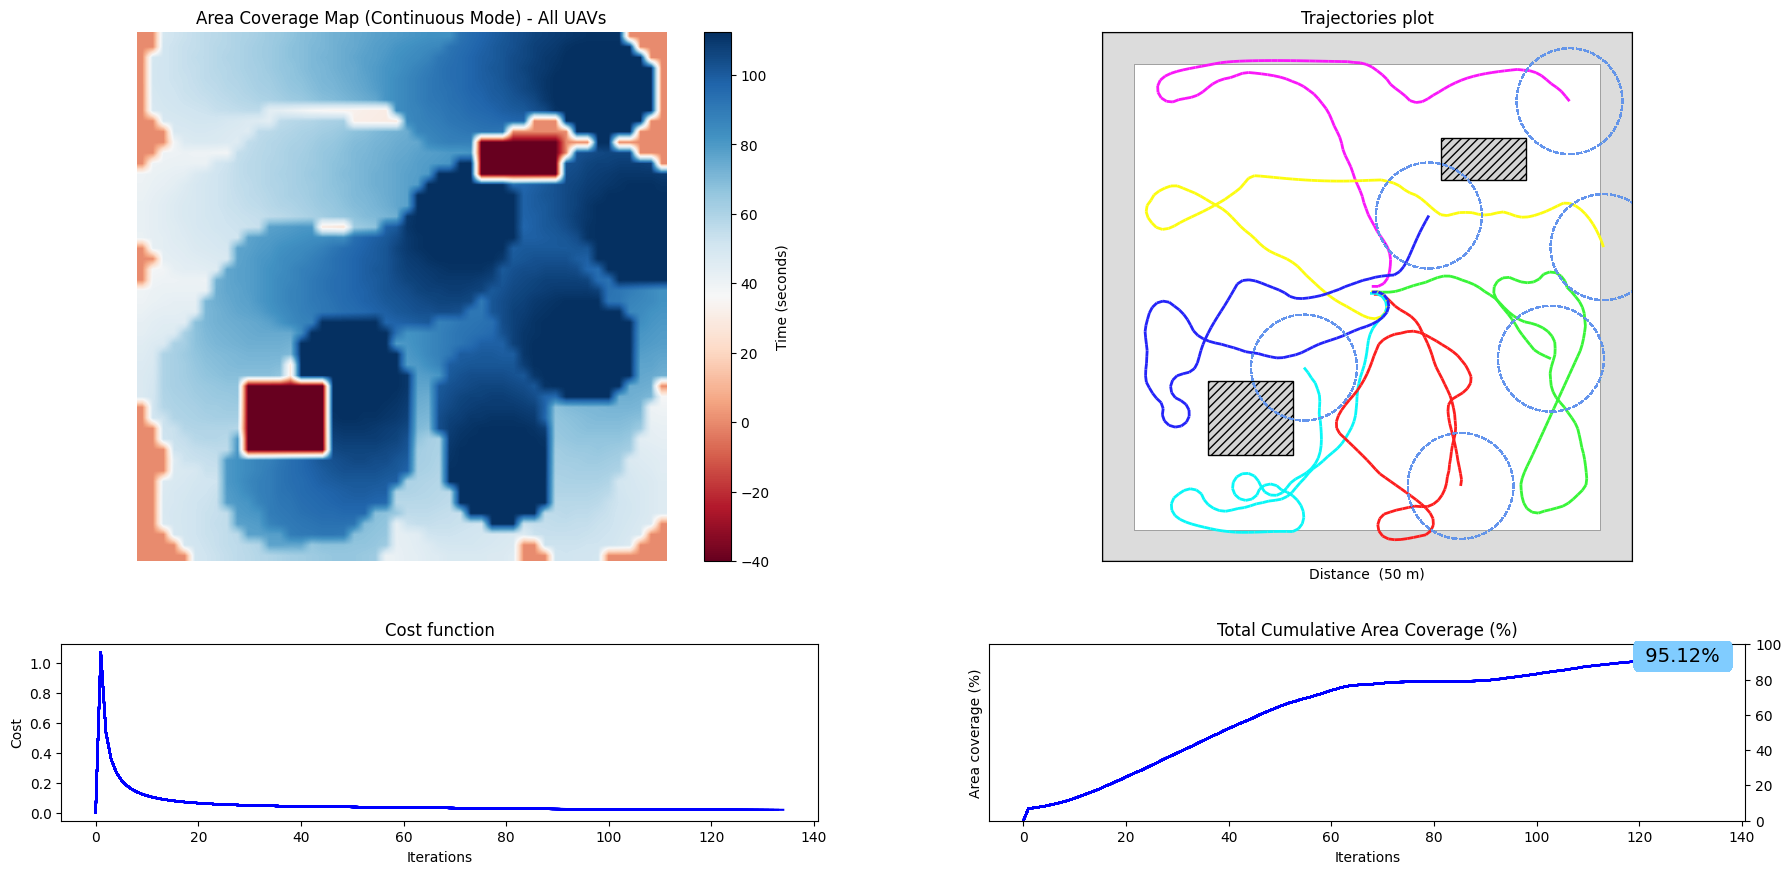 Area Coverage Map (Continuous Mode) - All UAVs
100
80
60
40
20
0
−20
−40
Time (seconds)
Trajectories plot
Distance  (50 m)
Cost function
1.0
0.8
0.6
0.4
0.2
0.0
Cost
0 20 40 60 80 100 120 140
Iterations
Total Cumulative Area Coverage (%)
95.12%
Area coverage (%)
100
80
60
40
20
0
0 20 40 60 80 100 120 140
Iterations